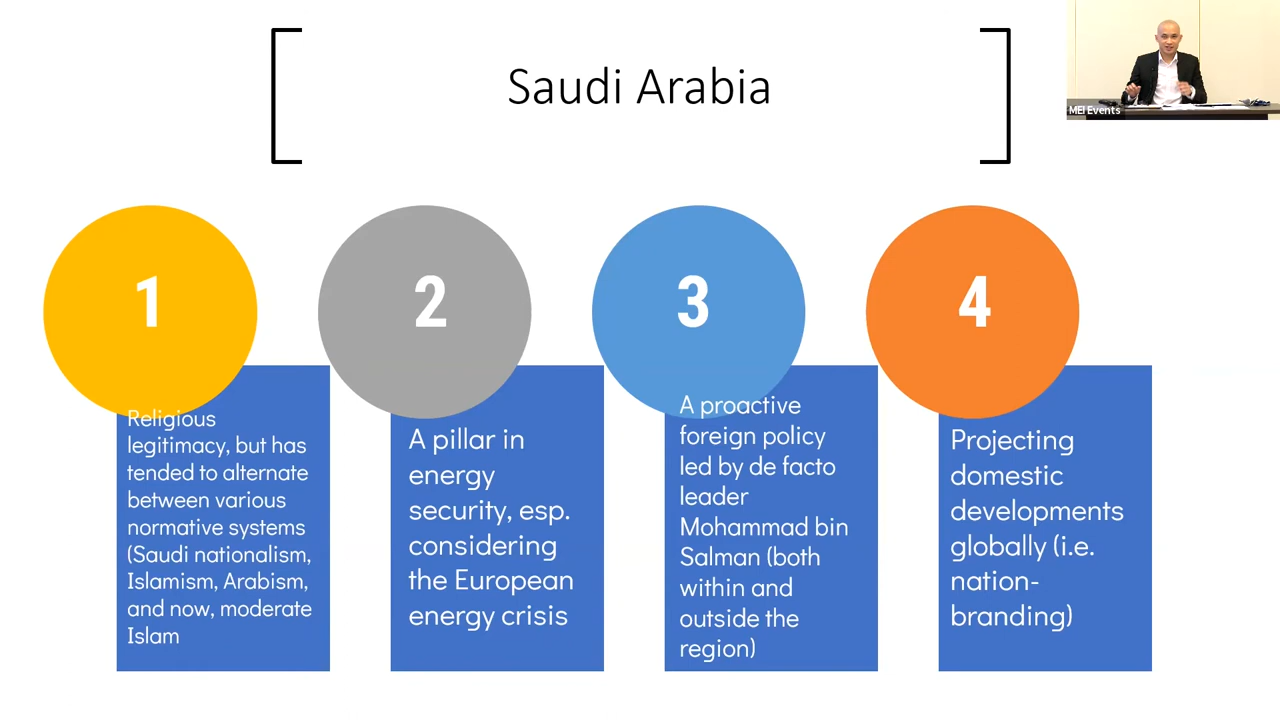 Saudi Arabia
MEI Events
1
2
3
4
Religious
legitimacy, but has
tended to alternate
between various
normative systems
(Saudi nationalism,
Islamism, Arabism,
and now, moderate
Islam
A pillar in
energy
security, esp.
considering
the European
energy crisis
A proactive
foreign policy
led by de facto
leader
Mohammad bin
Salman (both
within and
outside the
region)
Projecting
domestic
developments
globally (i.e.
nation-
branding)